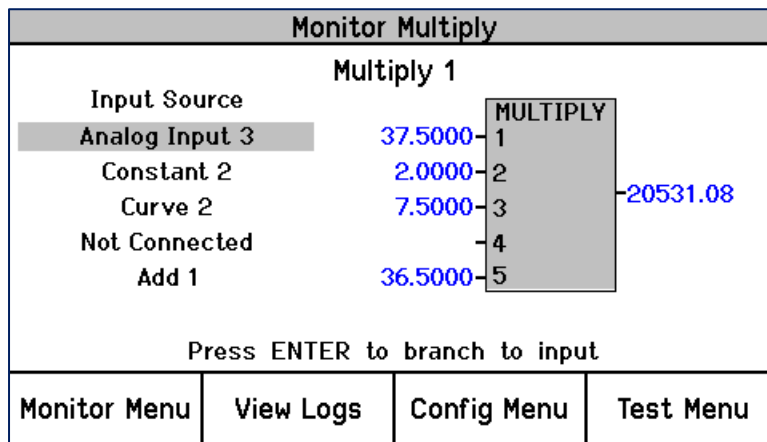 Monitor Multiply
Multiply 1
Input Source
MULTIPLY
Analog Input 3 37.5000 1
Constant 2 2.0000 2
20531.08
Curve 2 7.5000 3
Not Connected 4
Add 1 36.5000 5
Press ENTER to branch to input
Monitor Menu View Logs Config Menu Test Menu